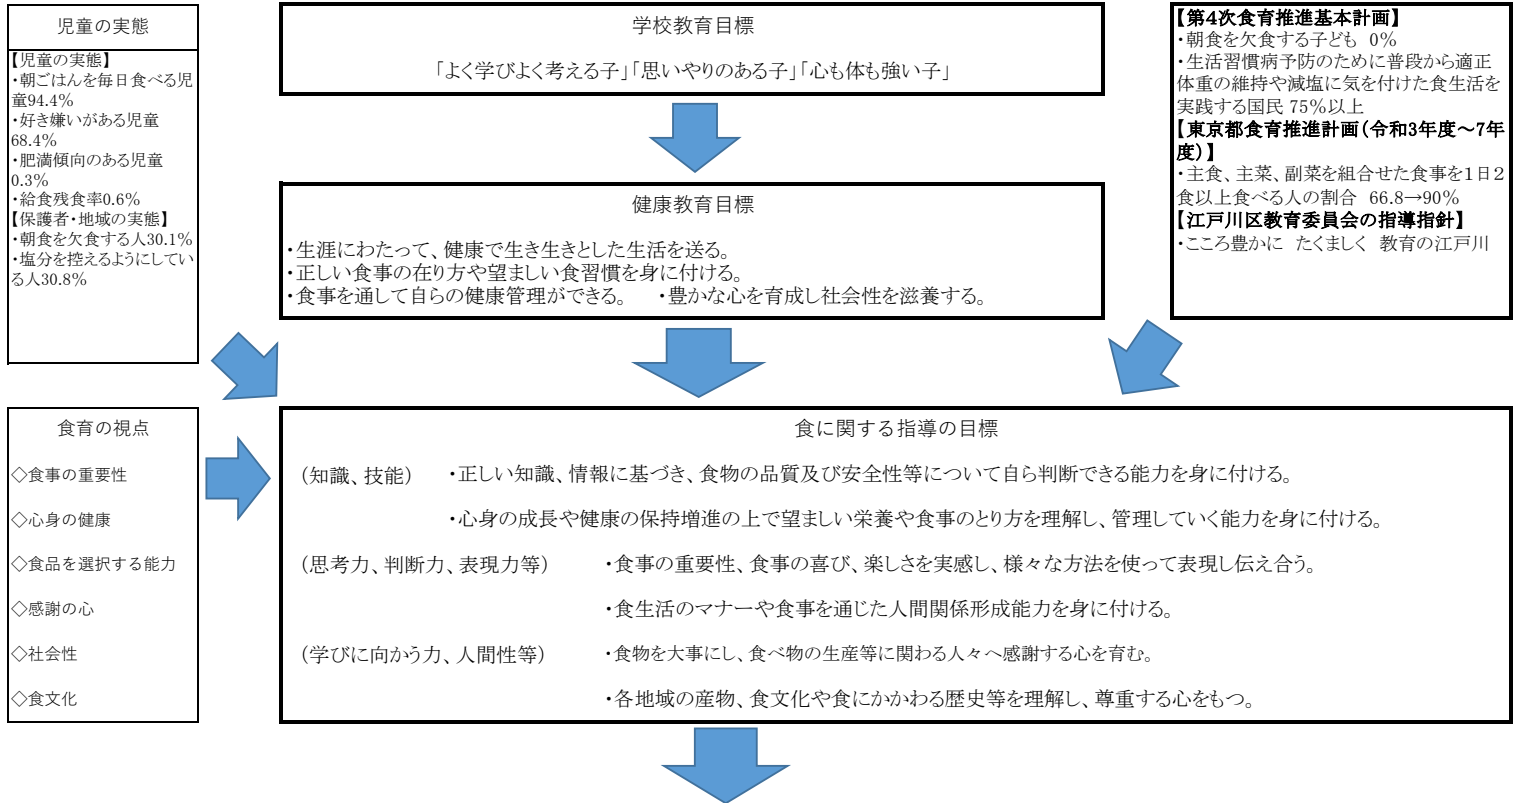 児童の実態
【児童の実態】
・朝ごはんを毎日食べる児
童94.4%
・好き嫌いがある児童
68.4%
・肥満傾向のある児童
0.3%
・給食残食率0.6%
【保護者・地域の実態】
・朝食を欠食する人30.1%
・塩分を控えるようにしてい
る人30.8%
学校教育目標
「よく学びよく考える子」「思いやりのある子」「心も体も強い子」
【第4次食育推進基本計画】
・朝食を欠食する子ども 0%
・生活習慣病予防のために普段から適正
体重の維持や減塩に気を付けた食生活を
実践する国民 75%以上
【東京都食育推進計画(令和3年度~7年
度)】
・主食、主菜、副菜を組合せた食事を1日2
食以上食べる人の割合 66.8→90%
【江戸川区教育委員会の指導指針】
・こころ豊かに たくましく 教育の江戸川
健康教育目標
・生涯にわたって、健康で生き生きとした生活を送る。
・正しい食事の在り方や望ましい食習慣を身に付ける。
・食事を通して自らの健康管理ができる。 ・豊かな心を育成し社会性を滋養する。
食育の視点
◇食事の重要性
◇心身の健康
◇食品を選択する能力
◇感謝の心
◇社会性
◇食文化
食に関する指導の目標
(知識、技能) ・正しい知識、情報に基づき、食物の品質及び安全性等について自ら判断できる能力を身に付ける。
・心身の成長や健康の保持増進の上で望ましい栄養や食事のとり方を理解し、管理していく能力を身に付ける。
(思考力、判断力、表現力等) ・食事の重要性、食事の喜び、楽しさを実感し、様々な方法を使って表現し伝え合う。
・食生活のマナーや食事を通じた人間関係形成能力を身に付ける。
(学びに向かう力、人間性等) ・食物を大事にし、食べ物の生産等に関わる人々へ感謝する心を育む。
・各地域の産物、食文化や食にかかわる歴史等を理解し、尊重する心をもつ。